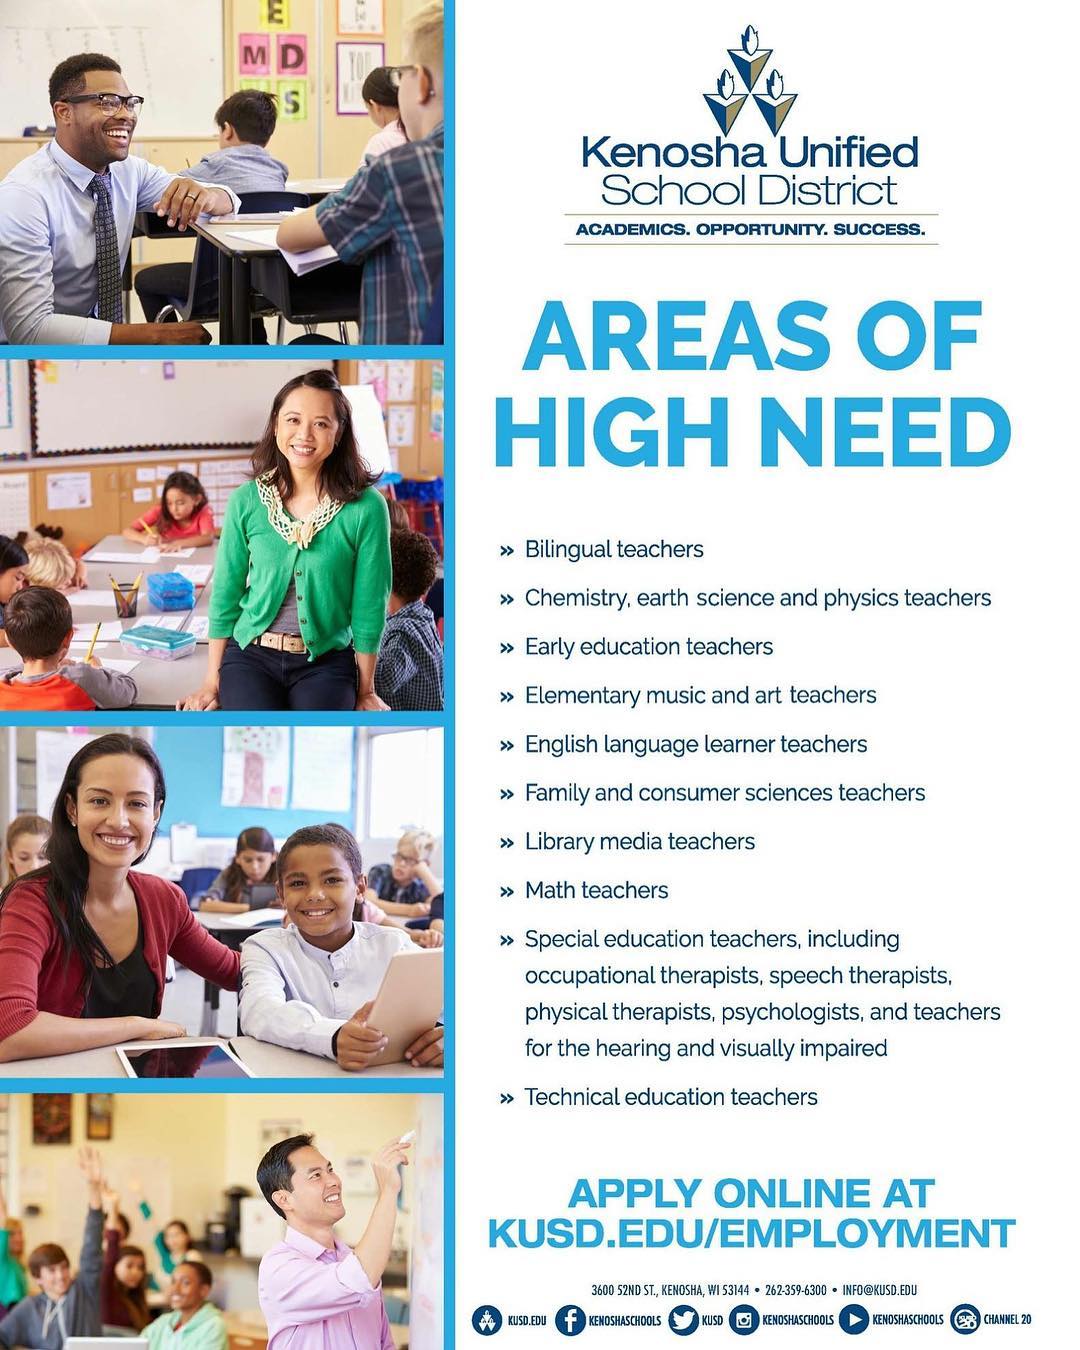 E
M D
S
YOU
Kenosha Unified
School District
ACADEMICS. OPPORTUNITY. SUCCESS.
AREAS OF
HIGH NEED
» Bilingual teachers
» Chemistry, earth science and physics teachers
» Early education teachers
» Elementary music and art teachers
» English language learner teachers
» Family and consumer sciences teachers
» Library media teachers
» Math teachers
» Special education teachers, including
occupational therapists, speech therapists,
physical therapists, psychologists, and teachers
for the hearing and visually impaired
» Technical education teachers
APPLY ONLINE AT
KUSD.EDU/EMPLOYMENT
3600 52ND ST., KENOSHA, WI 53144 • 262-359-6300 • INFO@KUSD.EDU
KUSD.EDU KENOSHASCHOOLS KUSD KENOSHASCHOOLS KENOSHASCHOOLS CHANNEL 20